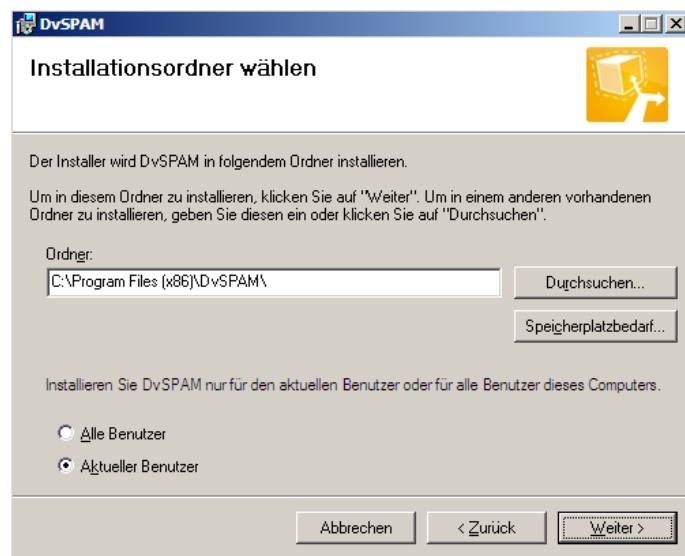 DvSPAM
Installationsordner wählen
Der Installer wird DvSPAM in folgendem Ordner installieren.
Um in diesem Ordner zu installieren, klicken Sie auf "Weiter". Um in einem anderen vorhandenen
Ordner zu installieren, geben Sie diesen ein oder klicken Sie auf "Durchsuchen".
Ordner:
C:\Program Files (x86)\DvSPAM\
Durchsuchen...
Speicherplatzbedarf...
Installieren Sie DvSPAM nur für den aktuellen Benutzer oder für alle Benutzer dieses Computers.
Alle Benutzer
Aktueller Benutzer
Abbrechen
< Zurück
Weiter >